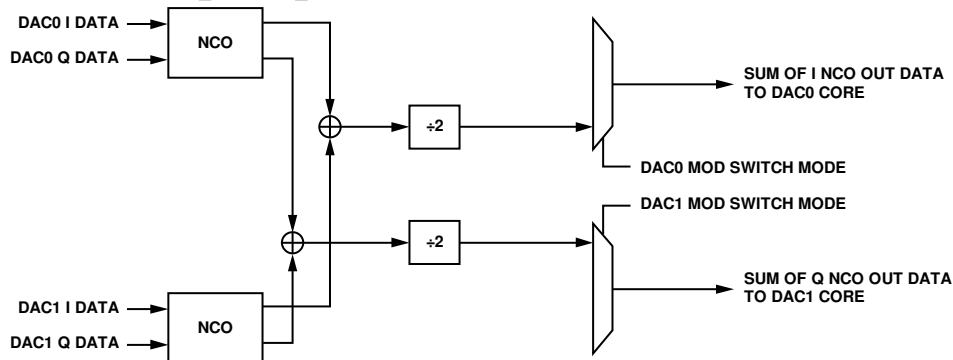 DAC0 I DATA
DAC0 Q DATA
NCO
÷2
SUM OF I NCO OUT DATA
TO DAC0 CORE
DAC0 MOD SWITCH MODE
DAC1 MOD SWITCH MODE
÷2
SUM OF Q NCO OUT DATA
TO DAC1 CORE
DAC1 I DATA
DAC1 Q DATA
NCO